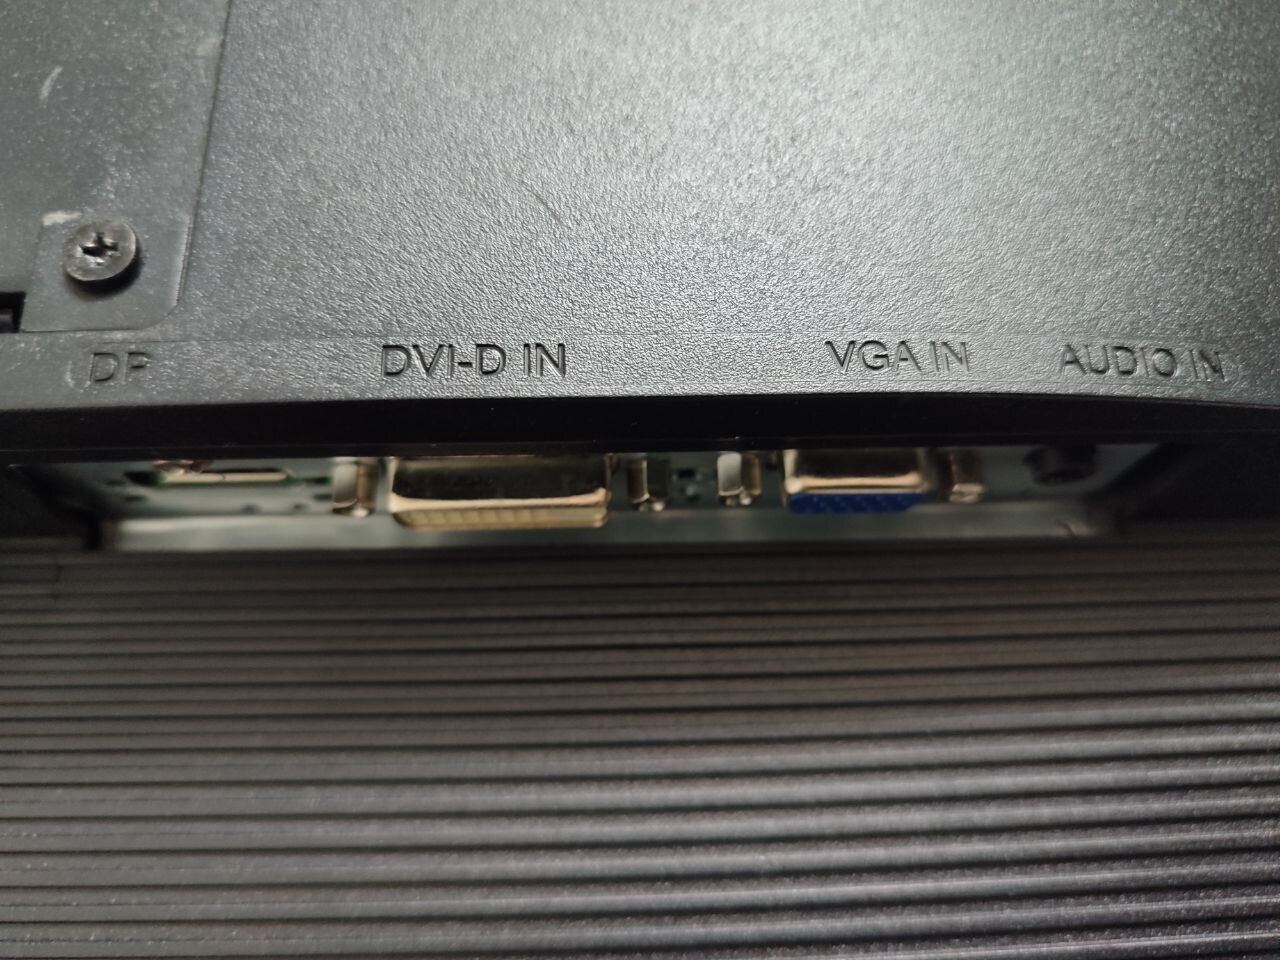 DP
DVI-D IN
VGA IN
AUDIO IN